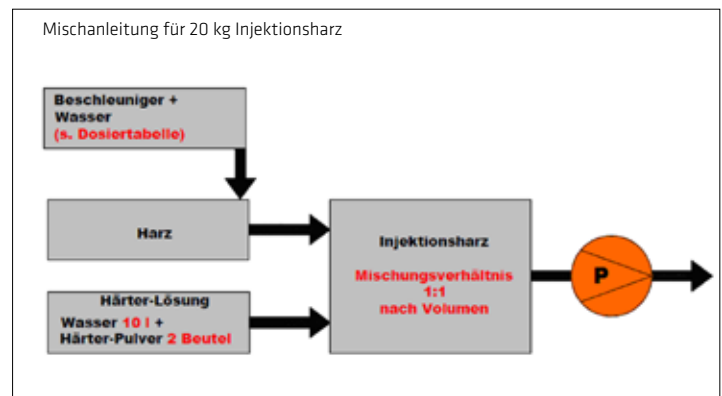 Mischanleitung für 20 kg Injektionsharz
Beschleuniger +
Wasser
(s. Dosiertabelle)
Harz
Härter-Lösung
Wasser 10 l +
Härter-Pulver 2 Beutel
Injektionsharz
Mischungsverhältnis
1:1
nach Volumen
P